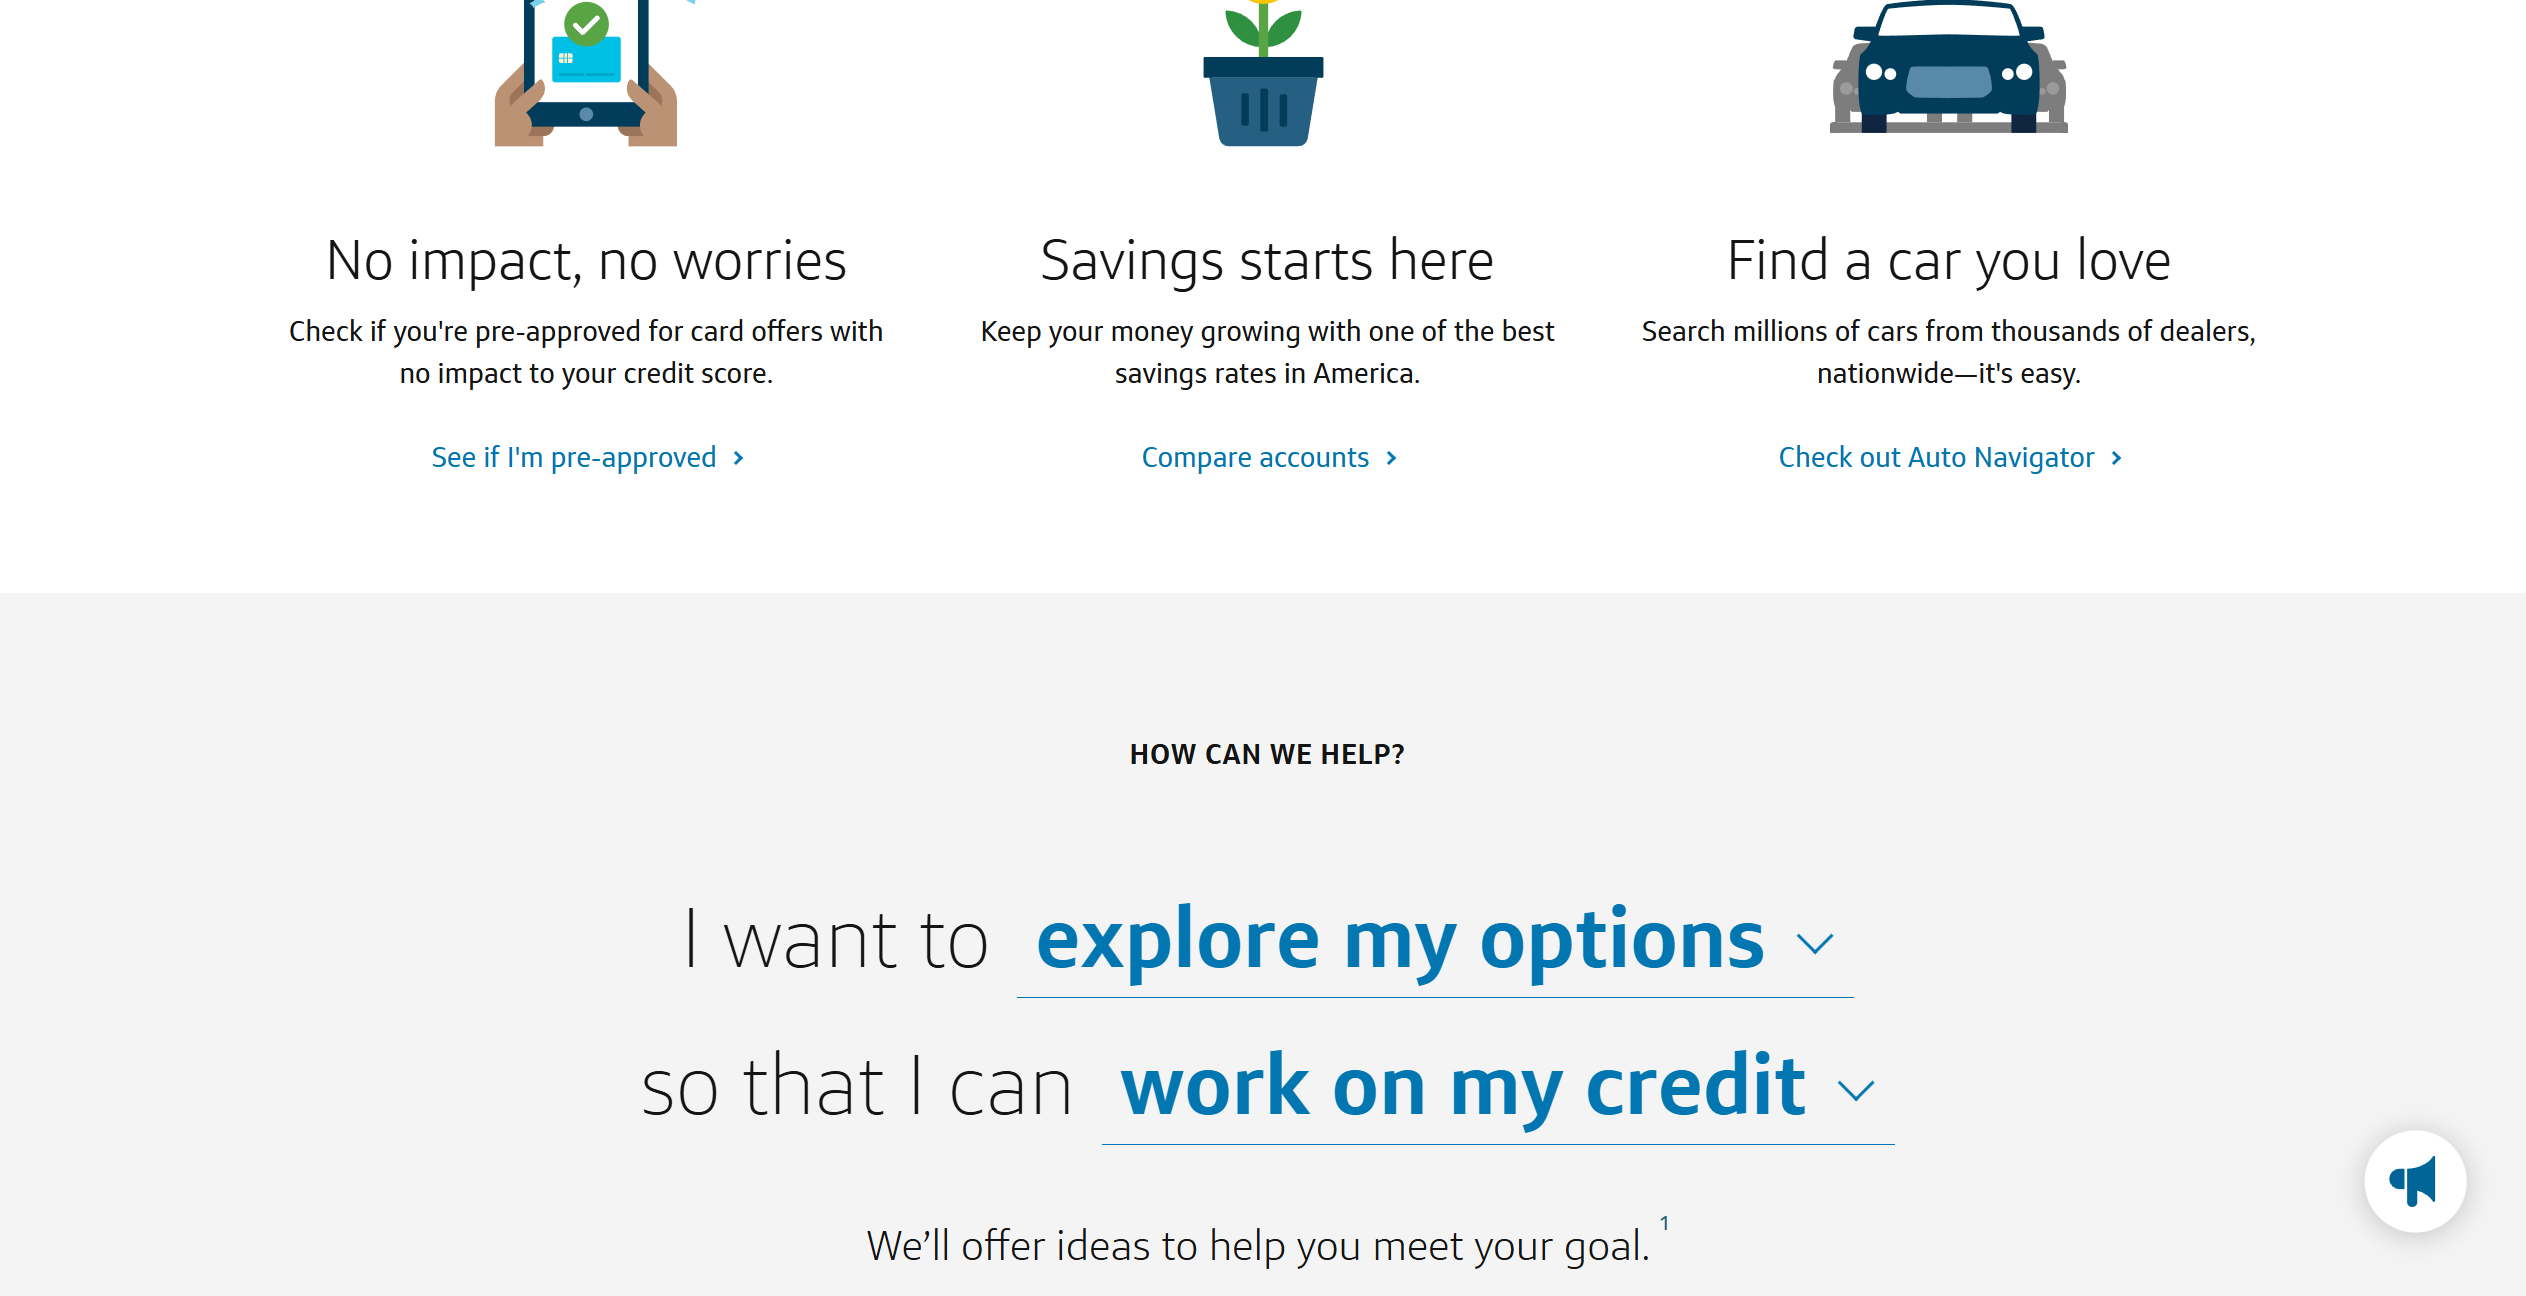 No impact, no worries
Check if you're pre-approved for card offers with
no impact to your credit score.
See if I'm pre-approved
Savings starts here
Keep your money growing with one of the best
savings rates in America.
Compare accounts
Find a car you love
Search millions of cars from thousands of dealers,
nationwide—it's easy.
Check out Auto Navigator
HOW CAN WE HELP?
I want to explore my options
so that I can work on my credit
We’ll offer ideas to help you meet your goal. 1